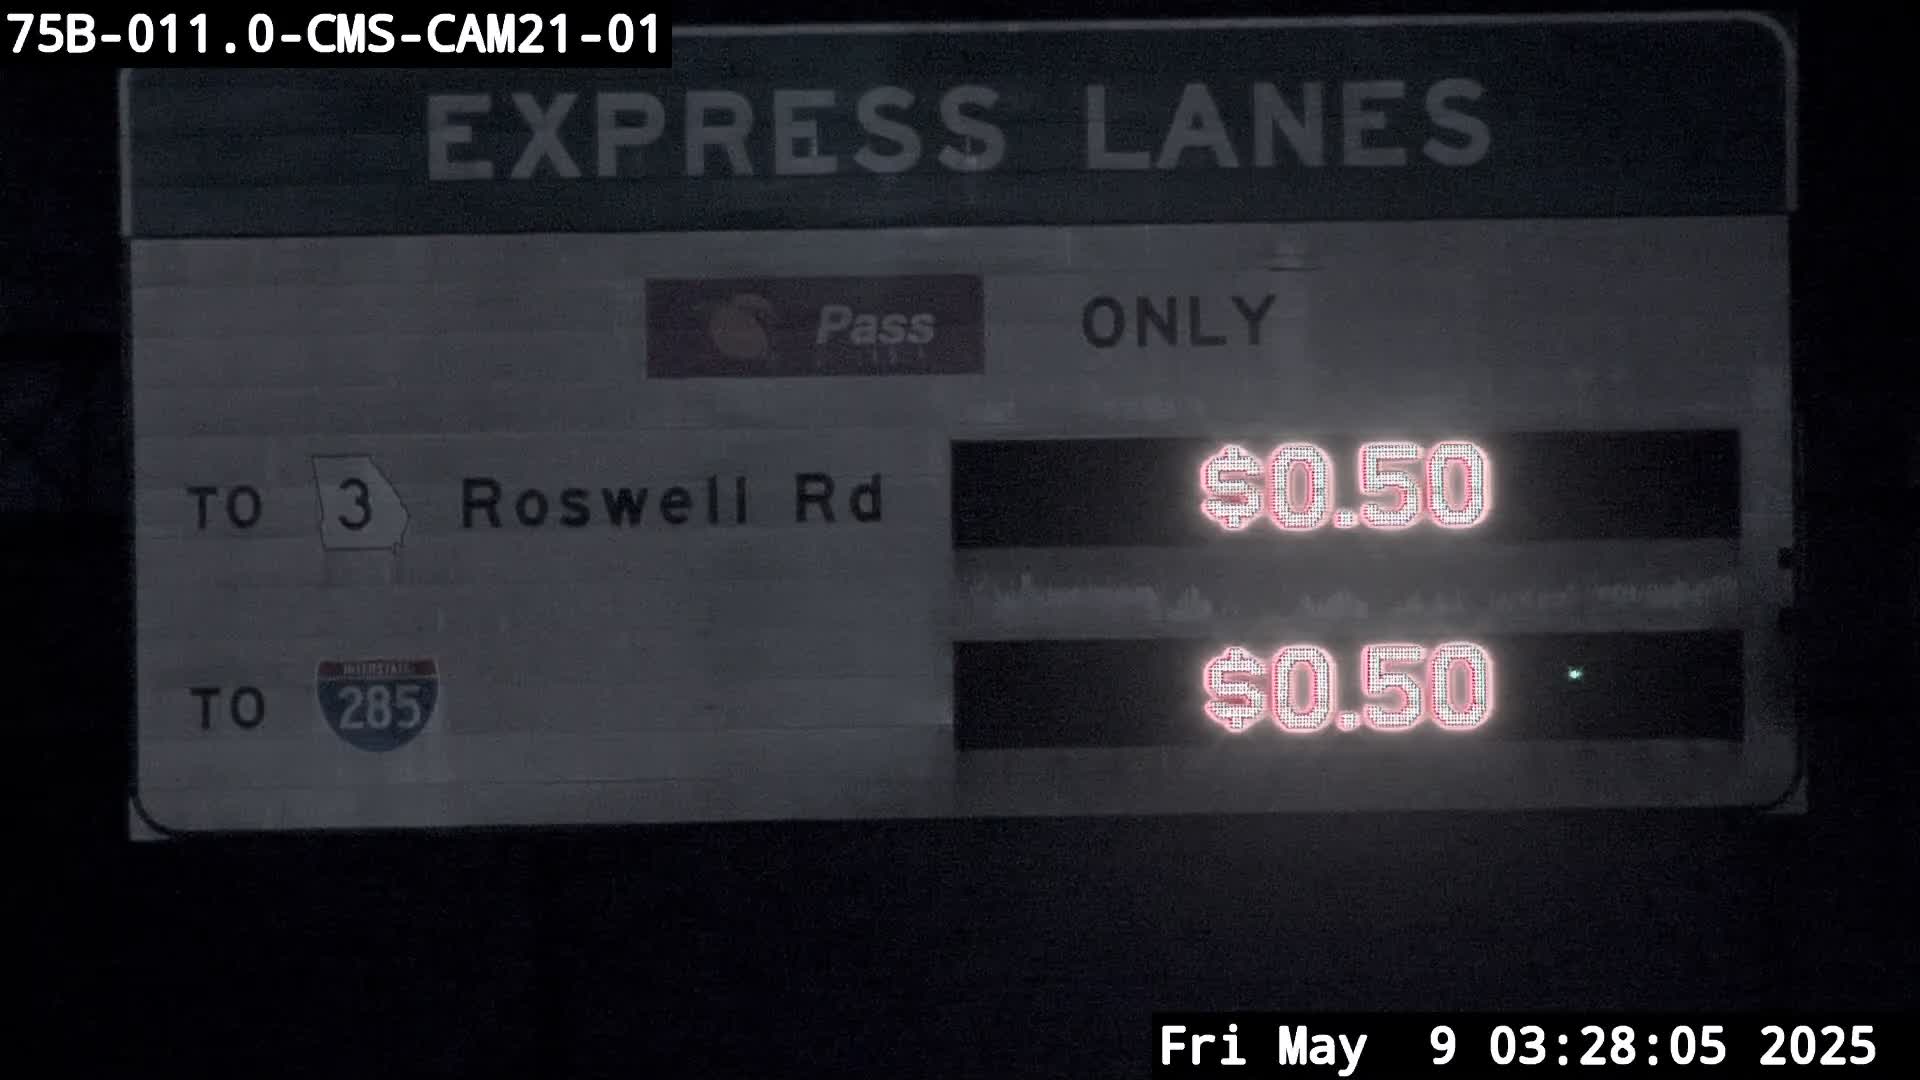 75B-011.0-CMS-CAM21-01
EXPRESS LANES
Pass ONLY
TO 3 Roswell Rd $0.50
TO INTERSTATE 285 $0.50
Fri May 9 03:28:05 2025